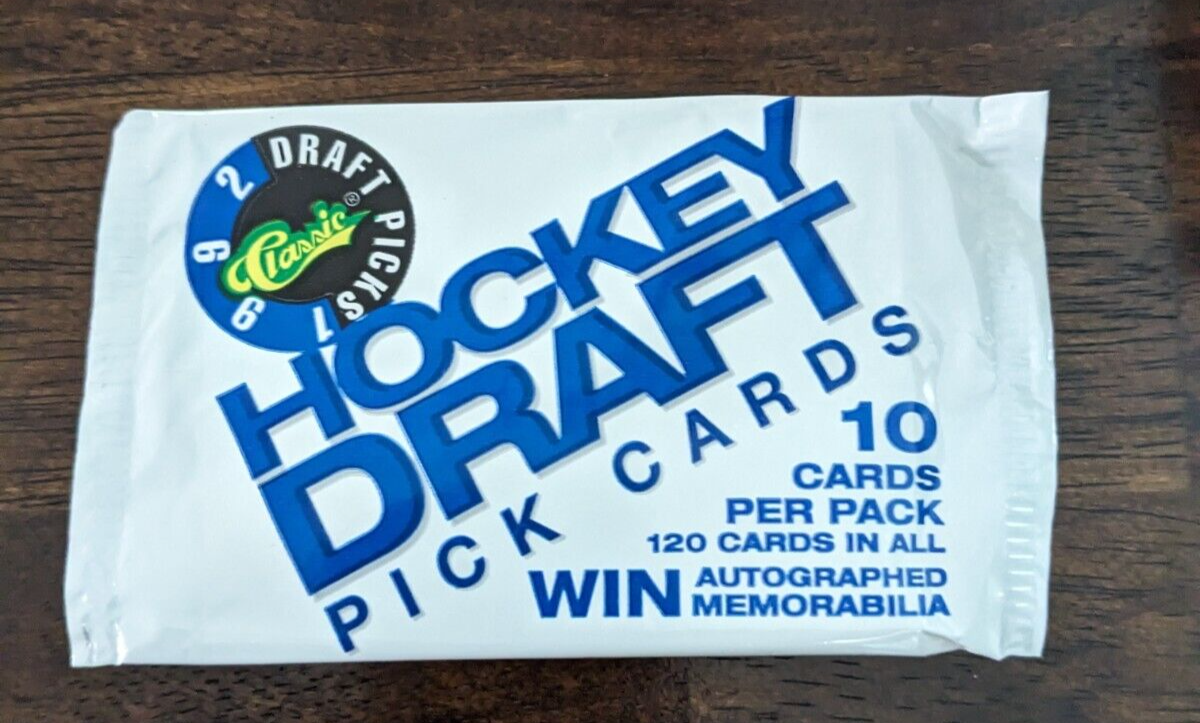 1992
DRAFT PICKS
Classic®
HOCKEY
DRAFT
PICK CARDS
10
CARDS
PER PACK
120 CARDS IN ALL
WIN AUTOGRAPHED
MEMORABILIA